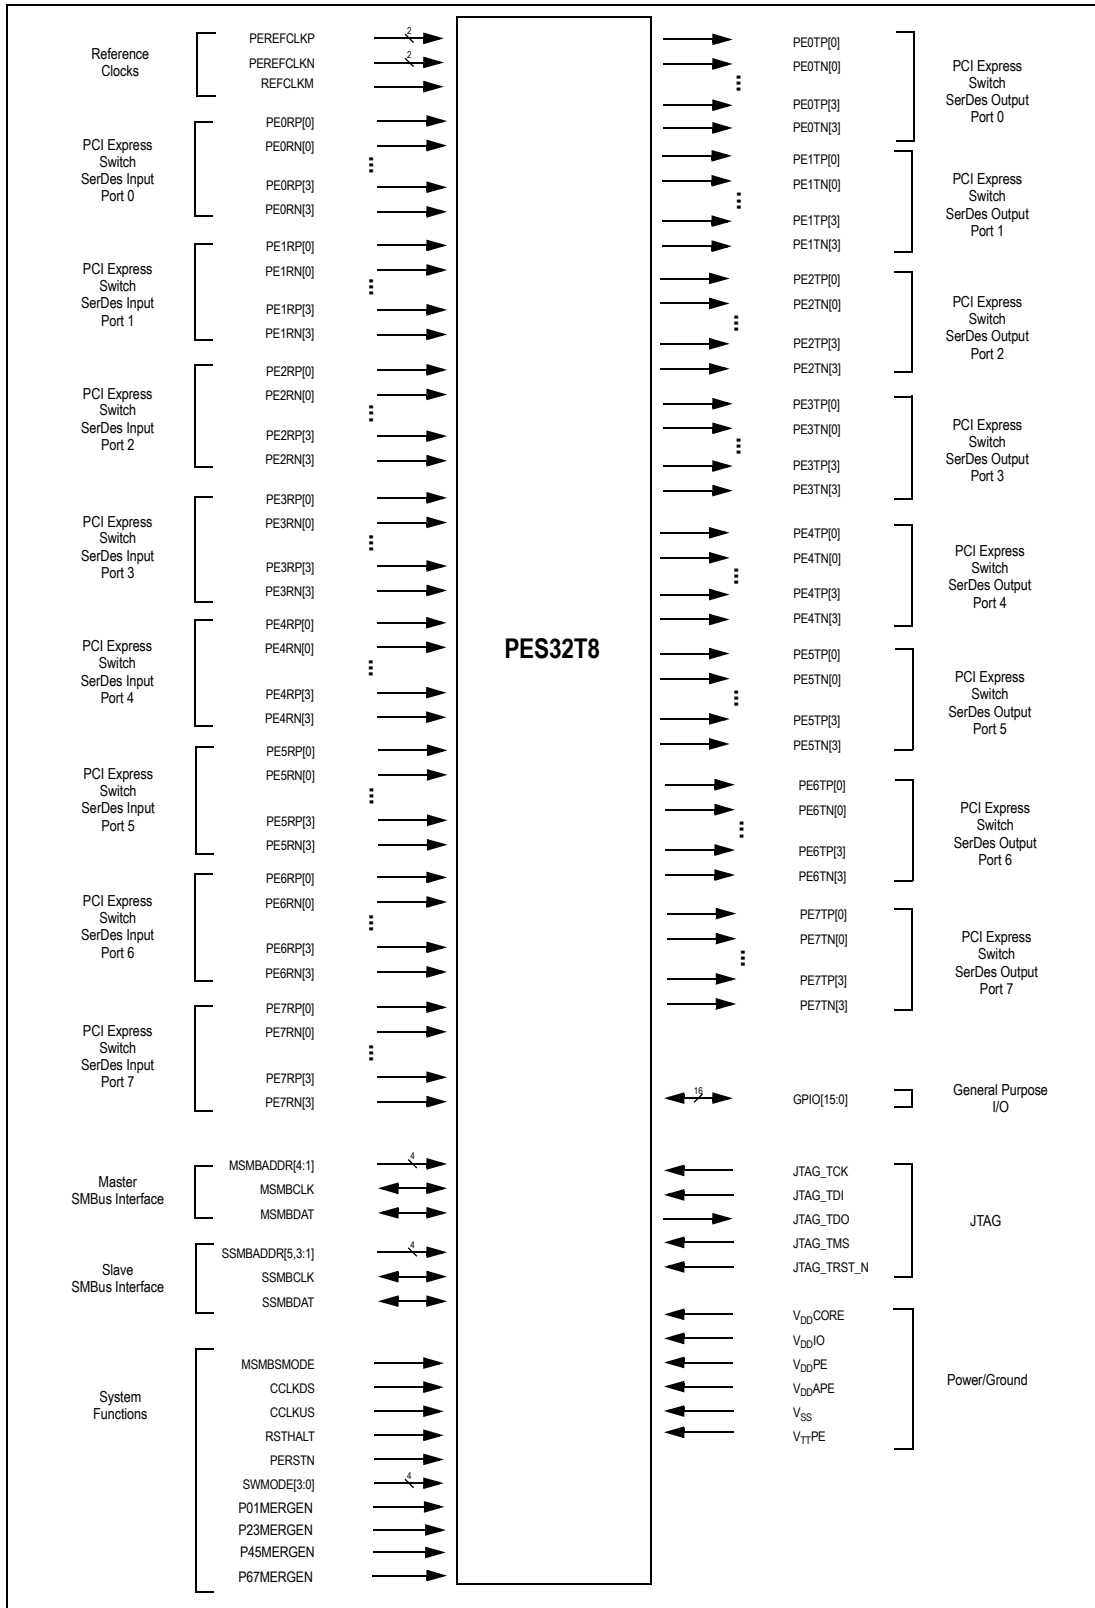 Reference
Clocks
PEREFCLKP
2
PEREFCLKN
2
REFCLKM
PCI Express
Switch
SerDes Input
Port 0
PE0RP[0]
PE0RN[0]
PE0RP[3]
PE0RN[3]
PCI Express
Switch
SerDes Input
Port 1
PE1RP[0]
PE1RN[0]
PE1RP[3]
PE1RN[3]
PCI Express
Switch
SerDes Input
Port 2
PE2RP[0]
PE2RN[0]
PE2RP[3]
PE2RN[3]
PCI Express
Switch
SerDes Input
Port 3
PE3RP[0]
PE3RN[0]
PE3RP[3]
PE3RN[3]
PCI Express
Switch
SerDes Input
Port 4
PE4RP[0]
PE4RN[0]
PE4RP[3]
PE4RN[3]
PCI Express
Switch
SerDes Input
Port 5
PE5RP[0]
PE5RN[0]
PE5RP[3]
PE5RN[3]
PCI Express
Switch
SerDes Input
Port 6
PE6RP[0]
PE6RN[0]
PE6RP[3]
PE6RN[3]
PCI Express
Switch
SerDes Input
Port 7
PE7RP[0]
PE7RN[0]
PE7RP[3]
PE7RN[3]
Master
SMBus Interface
MSMBADDR[4:1]
4
MSMBCLK
MSMBDAT
Slave
SMBus Interface
SSMBADDR[5,3:1]
4
SSMBCLK
SSMBDAT
System
Functions
MSMBSMODE
CCLKDS
CCLKUS
RSTHALT
PERSTN
SWMODE[3:0]
4
P01MERGEN
P23MERGEN
P45MERGEN
P67MERGEN
PES32T8
PE0TP[0]
PE0TN[0]
PE0TP[3]
PE0TN[3]
PCI Express
Switch
SerDes Output
Port 0
PE1TP[0]
PE1TN[0]
PE1TP[3]
PE1TN[3]
PCI Express
Switch
SerDes Output
Port 1
PE2TP[0]
PE2TN[0]
PE2TP[3]
PE2TN[3]
PCI Express
Switch
SerDes Output
Port 2
PE3TP[0]
PE3TN[0]
PE3TP[3]
PE3TN[3]
PCI Express
Switch
SerDes Output
Port 3
PE4TP[0]
PE4TN[0]
PE4TP[3]
PE4TN[3]
PCI Express
Switch
SerDes Output
Port 4
PE5TP[0]
PE5TN[0]
PE5TP[3]
PE5TN[3]
PCI Express
Switch
SerDes Output
Port 5
PE6TP[0]
PE6TN[0]
PE6TP[3]
PE6TN[3]
PCI Express
Switch
SerDes Output
Port 6
PE7TP[0]
PE7TN[0]
PE7TP[3]
PE7TN[3]
PCI Express
Switch
SerDes Output
Port 7
16
GPIO[15:0]
General Purpose
I/O
JTAG_TCK
JTAG_TDI
JTAG_TDO
JTAG_TMS
JTAG_TRST_N
JTAG
VDDCORE
VDDIO
VDDPE
VDDAPE
VSS
VTTPE
Power/Ground